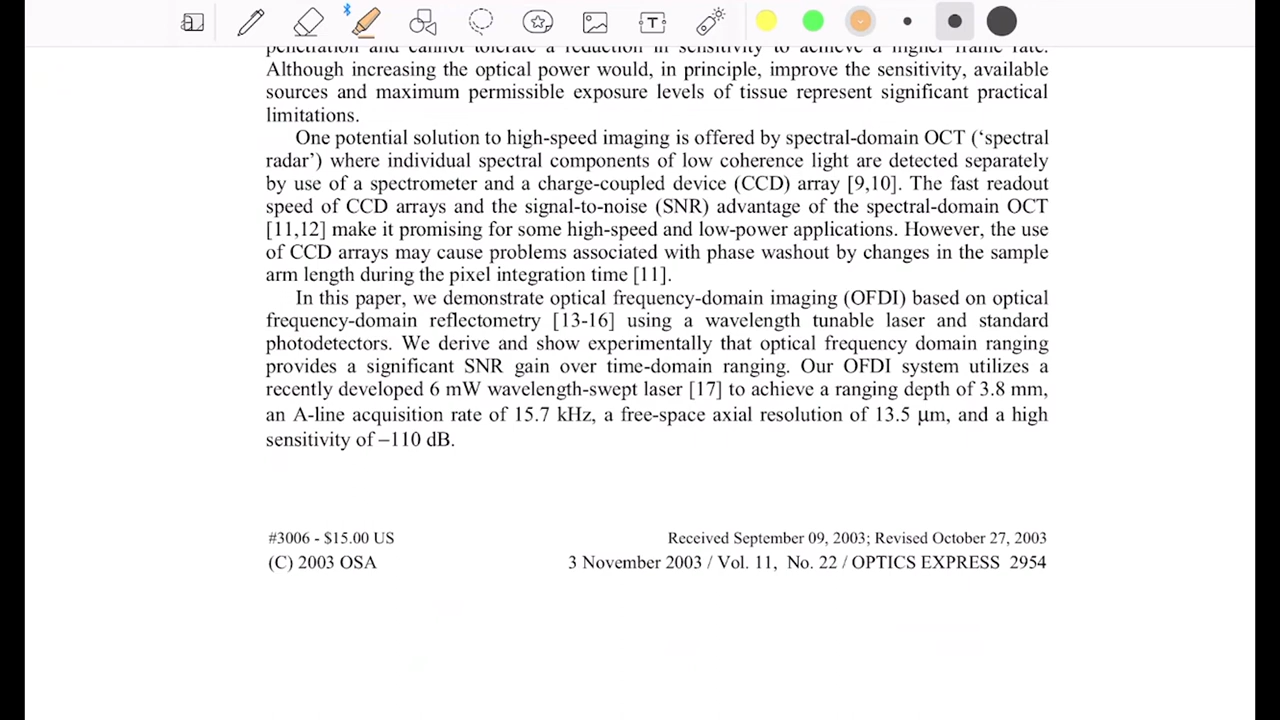 penetration and cannot tolerate a reduction in sensitivity to achieve a higher frame rate.
Although increasing the optical power would, in principle, improve the sensitivity, available
sources and maximum permissible exposure levels of tissue represent significant practical
limitations.
One potential solution to high-speed imaging is offered by spectral-domain OCT (‘spectral
radar’) where individual spectral components of low coherence light are detected separately
by use of a spectrometer and a charge-coupled device (CCD) array [9,10]. The fast readout
speed of CCD arrays and the signal-to-noise (SNR) advantage of the spectral-domain OCT
[11,12] make it promising for some high-speed and low-power applications. However, the use
of CCD arrays may cause problems associated with phase washout by changes in the sample
arm length during the pixel integration time [11].
In this paper, we demonstrate optical frequency-domain imaging (OFDI) based on optical
frequency-domain reflectometry [13-16] using a wavelength tunable laser and standard
photodetectors. We derive and show experimentally that optical frequency domain ranging
provides a significant SNR gain over time-domain ranging. Our OFDI system utilizes a
recently developed 6 mW wavelength-swept laser [17] to achieve a ranging depth of 3.8 mm,
an A-line acquisition rate of 15.7 kHz, a free-space axial resolution of 13.5 µm, and a high
sensitivity of −110 dB.
#3006 - $15.00 US
Received September 09, 2003; Revised October 27, 2003
(C) 2003 OSA
3 November 2003 / Vol. 11, No. 22 / OPTICS EXPRESS 2954